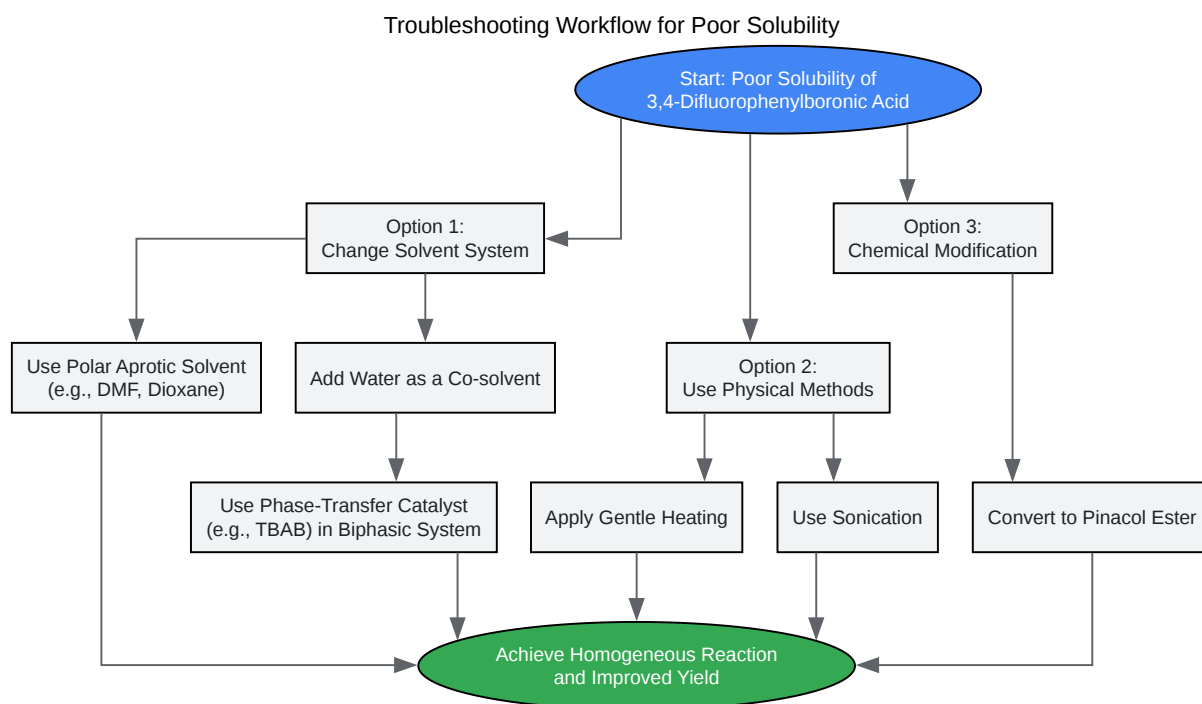 Troubleshooting Workflow for Poor Solubility
Start: Poor Solubility of
3,4-Difluorophenylboronic Acid
Option 1:
Change Solvent System
Option 3:
Chemical Modification
Use Polar Aprotic Solvent
(e.g., DMF, Dioxane)
Add Water as a Co-solvent
Option 2:
Use Physical Methods
Use Phase-Transfer Catalyst
(e.g., TBAB) in Biphasic System
Apply Gentle Heating
Use Sonication
Convert to Pinacol Ester
Achieve Homogeneous Reaction
and Improved Yield